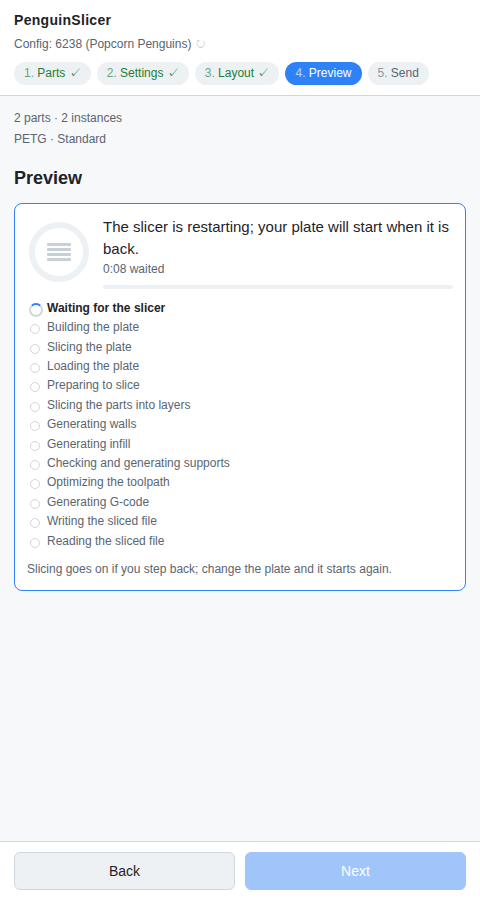 PenguinSlicer
Config: 6238 (Popcorn Penguins)
1. Parts ✓ 2. Settings ✓ 3. Layout ✓ 4. Preview 5. Send
2 parts · 2 instances
PETG · Standard
Preview
The slicer is restarting; your plate will start when it is
back.
0:08 waited
Waiting for the slicer
Building the plate
Slicing the plate
Loading the plate
Preparing to slice
Slicing the parts into layers
Generating walls
Generating infill
Checking and generating supports
Optimizing the toolpath
Generating G-code
Writing the sliced file
Reading the sliced file
Slicing goes on if you step back; change the plate and it starts again.
Back Next